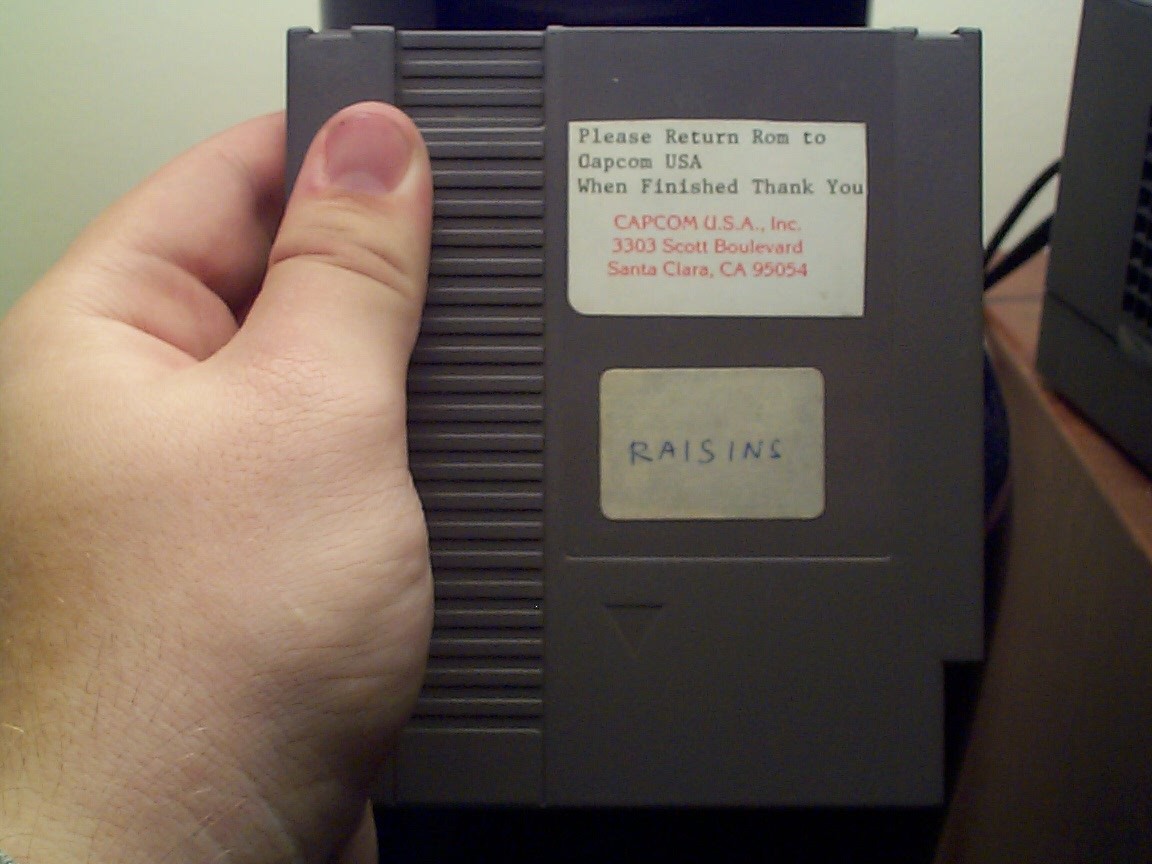 Please Return Rom to
Capcom USA
When Finished Thank You
CAPCOM U.S.A., Inc.
3303 Scott Boulevard
Santa Clara, CA 95054
RAISINS